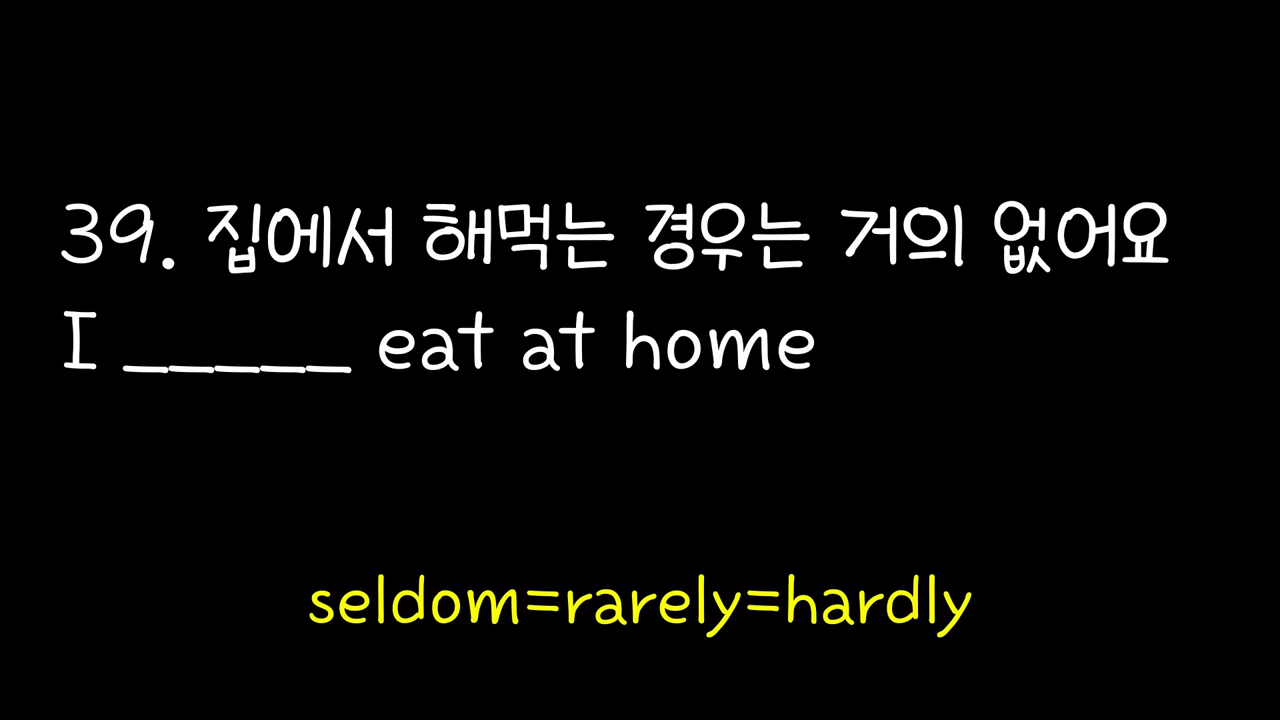 39. 집에서 해먹는 경우는 거의 없어요
I _____ eat at home
seldom=rarely=hardly